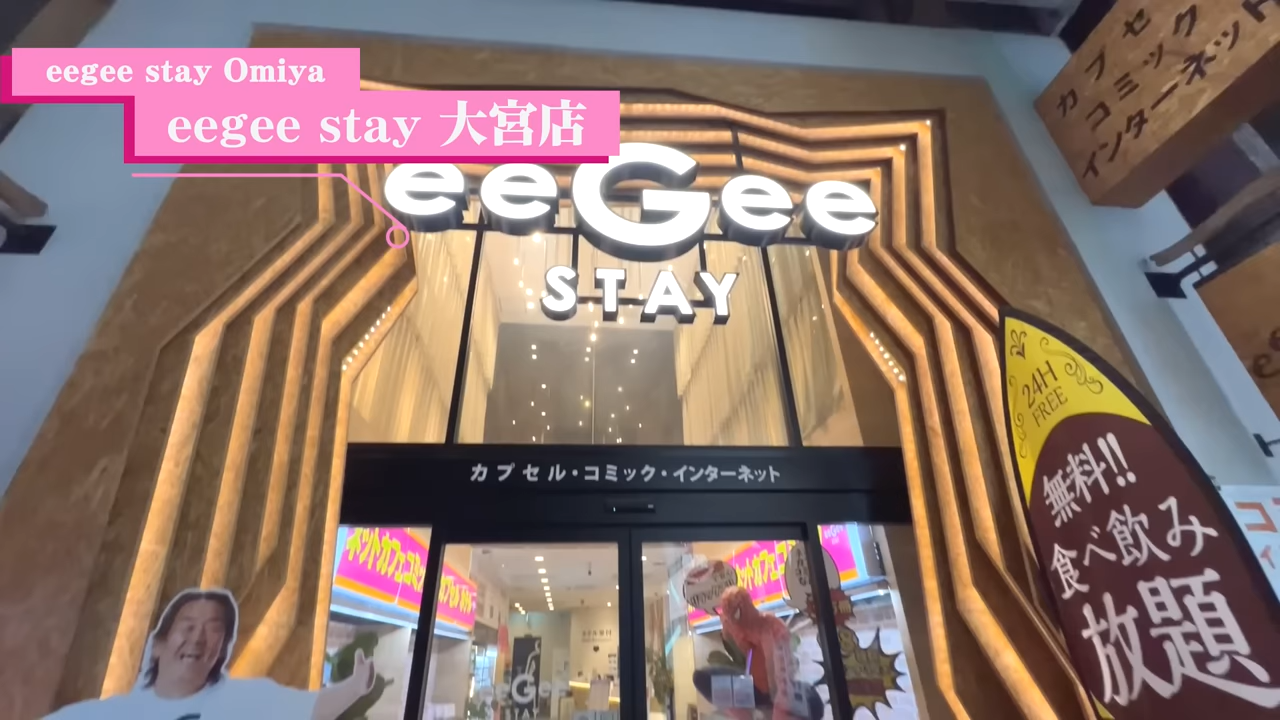 eegee stay Omiya
eegee stay 大宮店
eeGee
STAY
カプセル・コミック・インターネット
カプセ
コミック
インターネット
24H
FREE
無料!!
食べ飲み
放題
eeGee
STAY